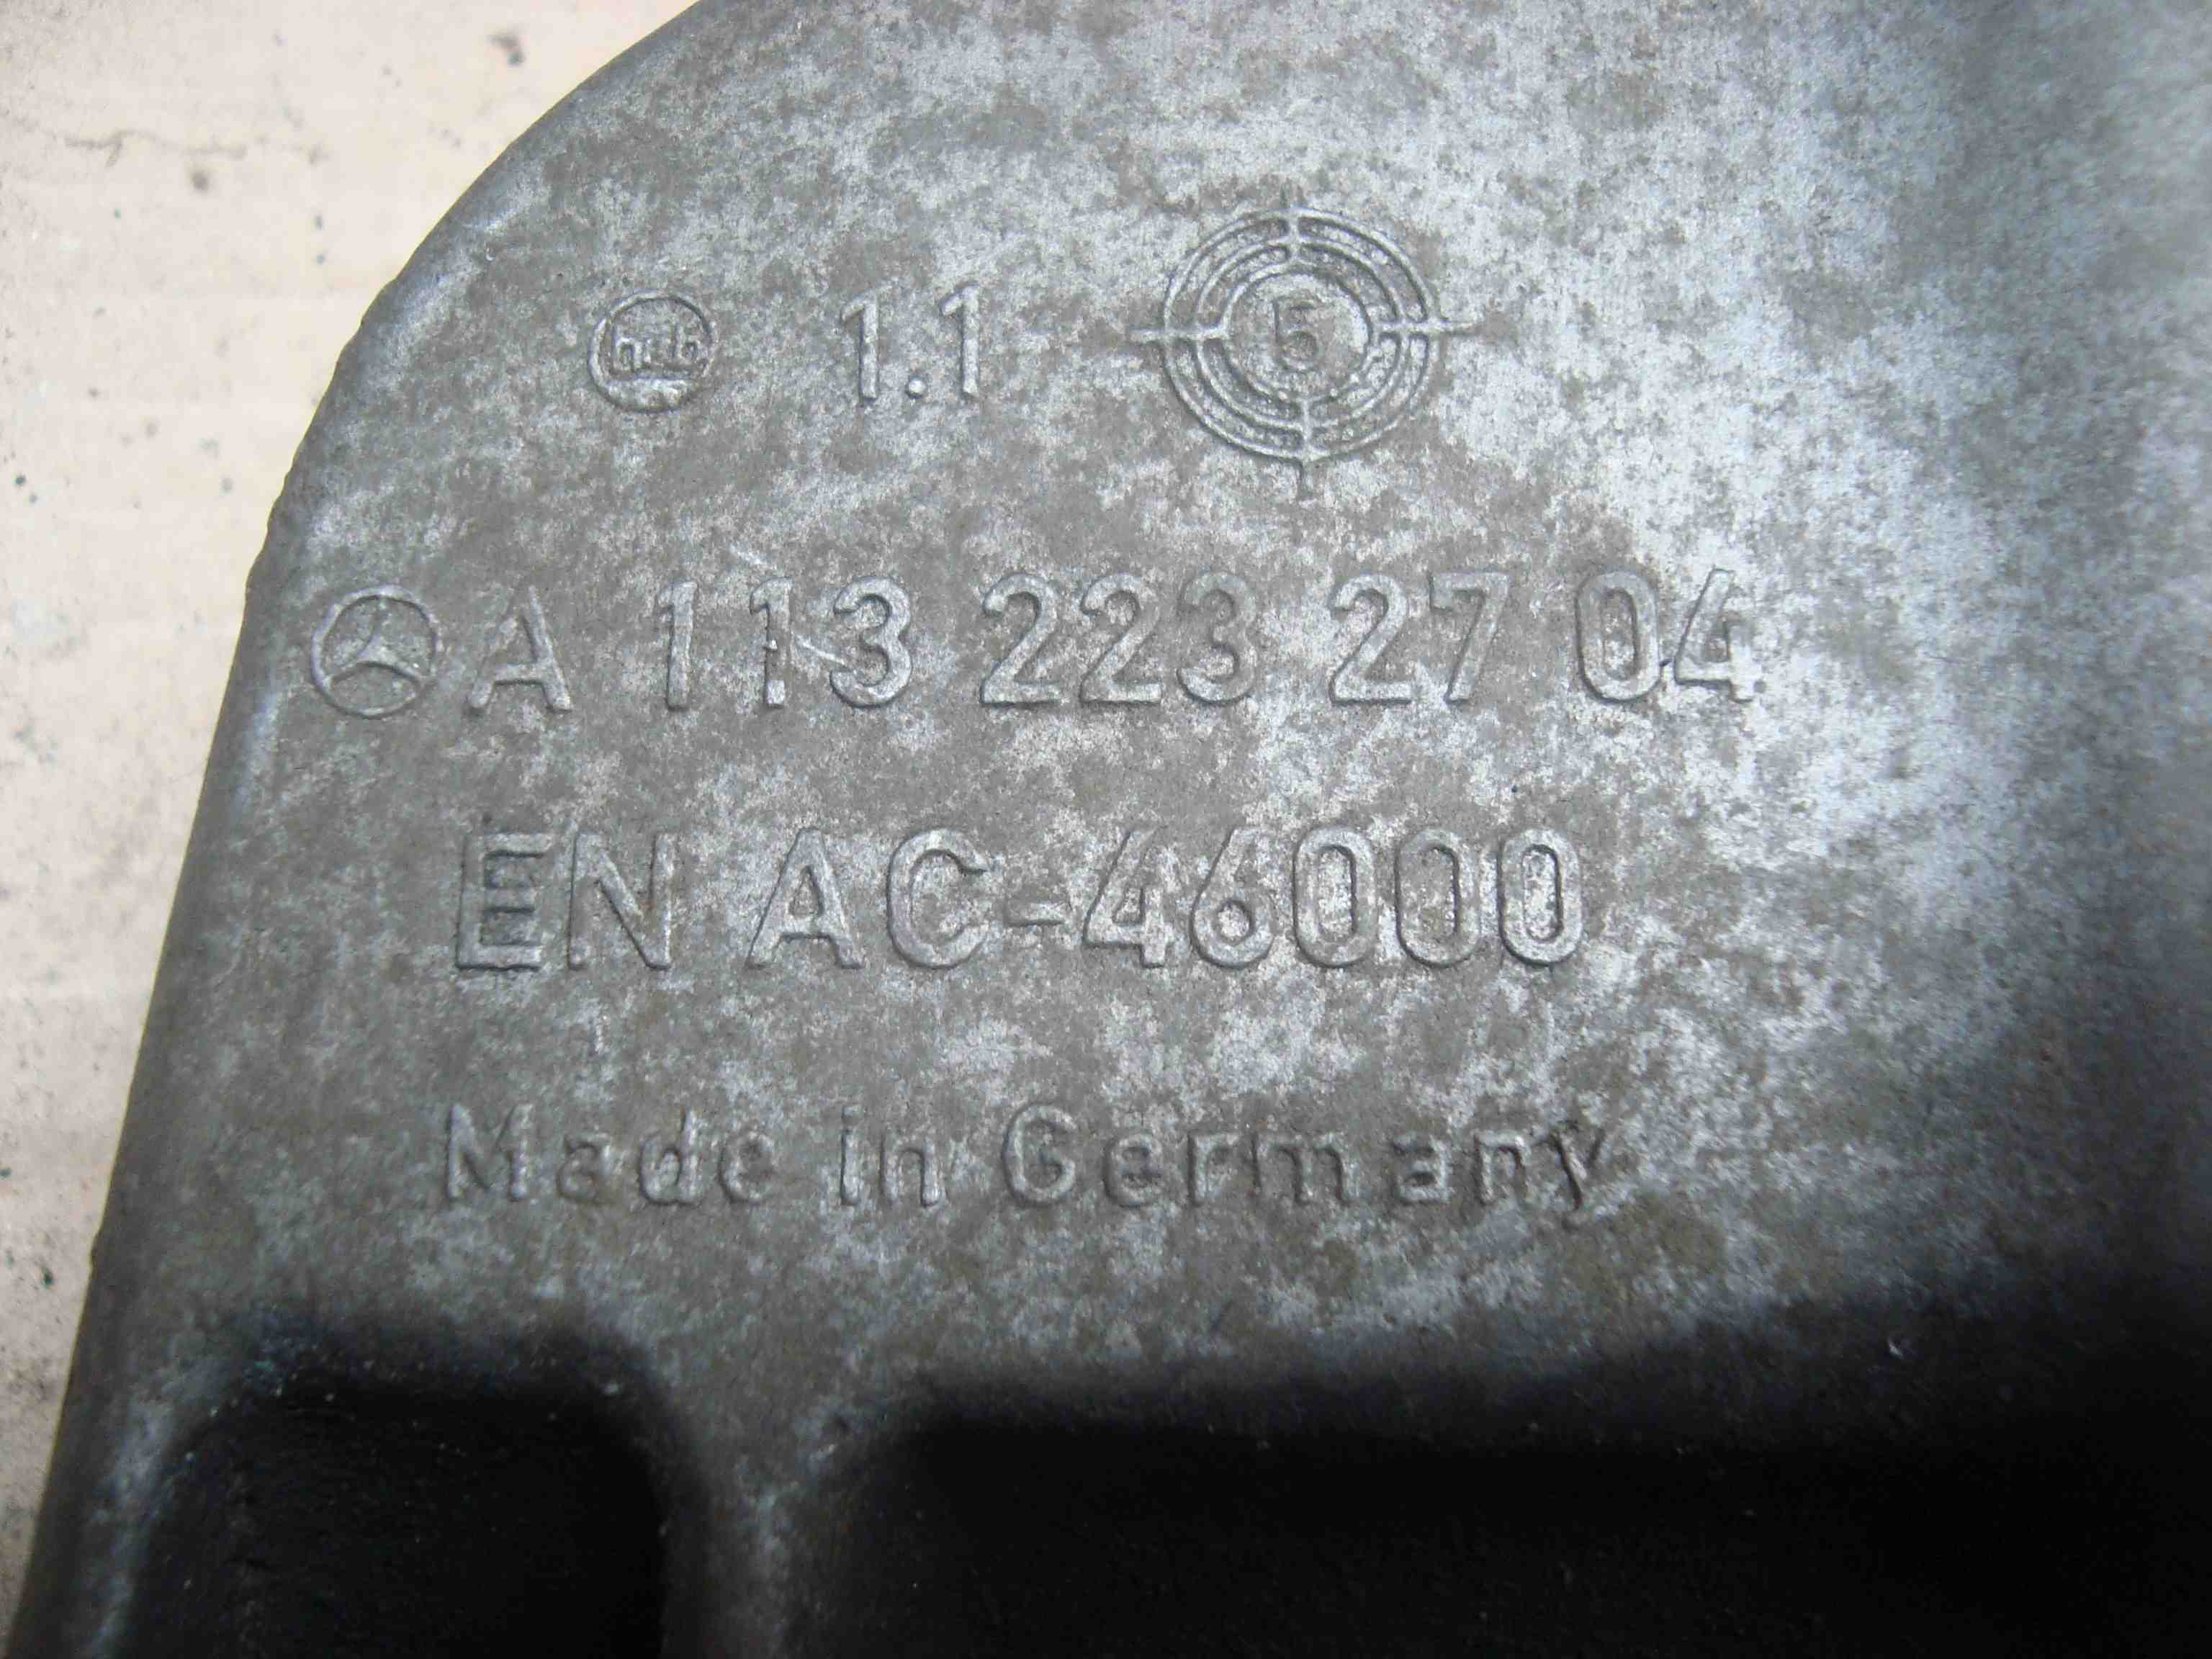 1.1 5
A 113 223 27 04
EN AC-46000
Made in Germany